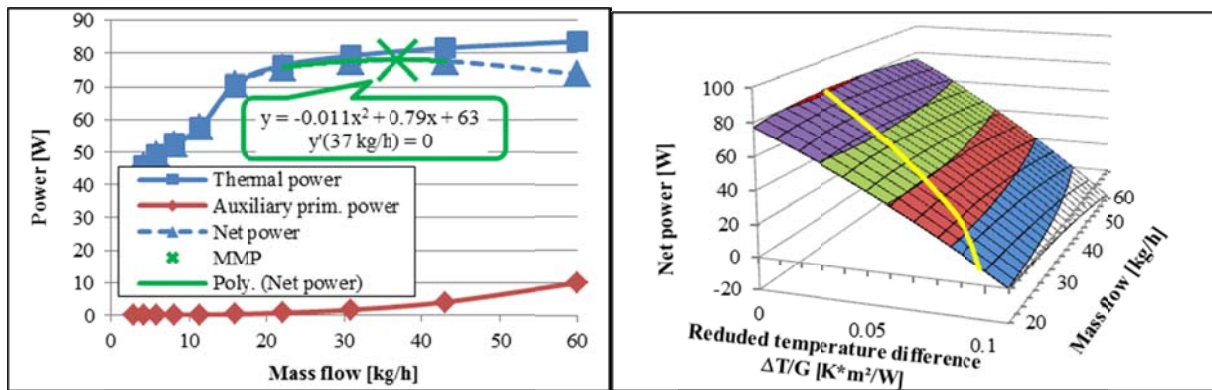 90
80
70
60
50
40
30
20
10
0
Power [W]
y = -0.011x² + 0.79x + 63
y'(37 kg/h) = 0
Thermal power
Auxiliary prim. power
Net power
MMP
Poly. (Net power)
0 10 20 30 40 50 60
Mass flow [kg/h]
100
80
60
40
20
0
-20
Net power [W]
0 0.05 0.1
Reduded temperature difference
ΔT/G [K*m²/W]
60
50
40
30
20
Mass flow [kg/h]